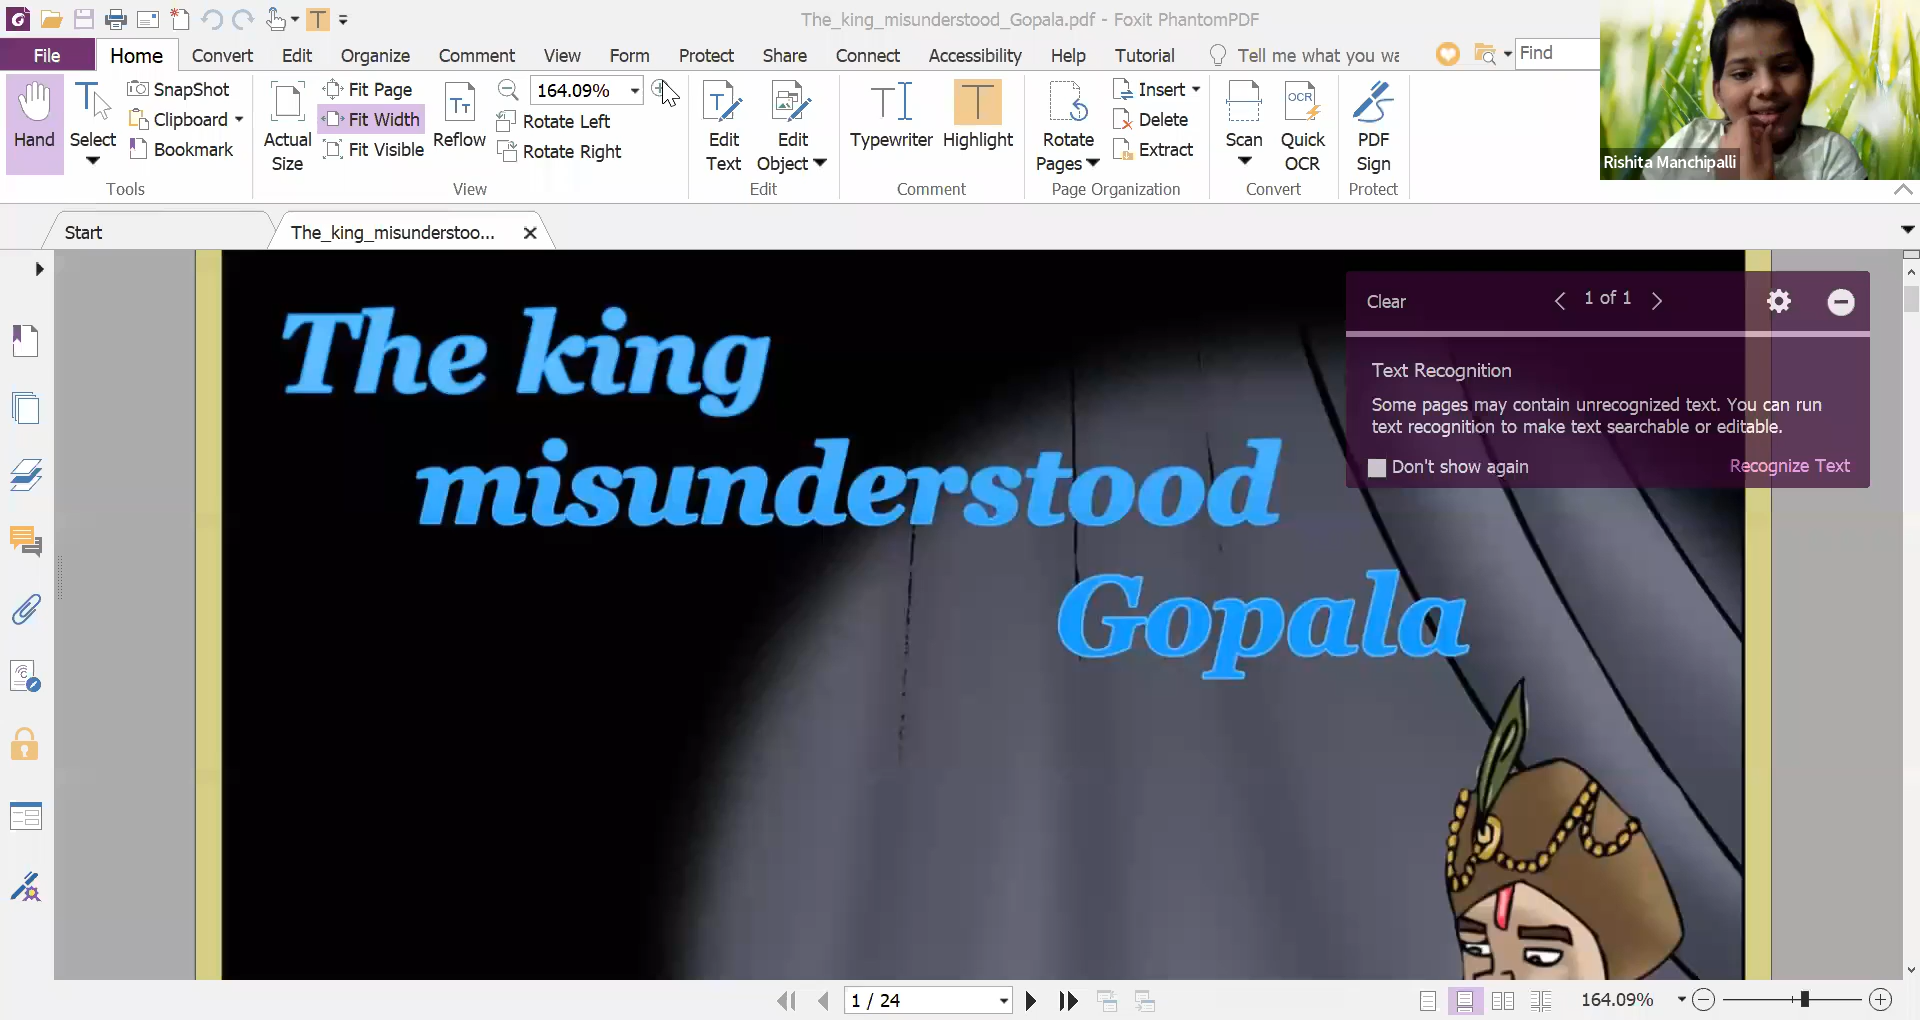 The_king_misunderstood_Gopala.pdf - Foxit PhantomPDF
File Home Convert Edit Organize Comment View Form Protect Share Connect Accessibility Help Tutorial Tell me what you wa Find
Hand
Select
SnapShot
Clipboard
Bookmark
Tools
Actual
Size
Fit Page
Fit Width
Fit Visible
Reflow
164.09%
Rotate Left
Rotate Right
View
Edit
Text
Edit
Object
Edit
Typewriter
Highlight
Comment
Rotate
Pages
Insert
Delete
Extract
Page Organization
Scan
OCR
Quick
OCR
Convert
PDF
Sign
Protect
Rishita Manchipalli
Start
The_king_misunderstoo...
The king
misunderstood
Gopala
Clear
1 of 1
Text Recognition
Some pages may contain unrecognized text. You can run
text recognition to make text searchable or editable.
Don't show again
Recognize Text
1 / 24
164.09%